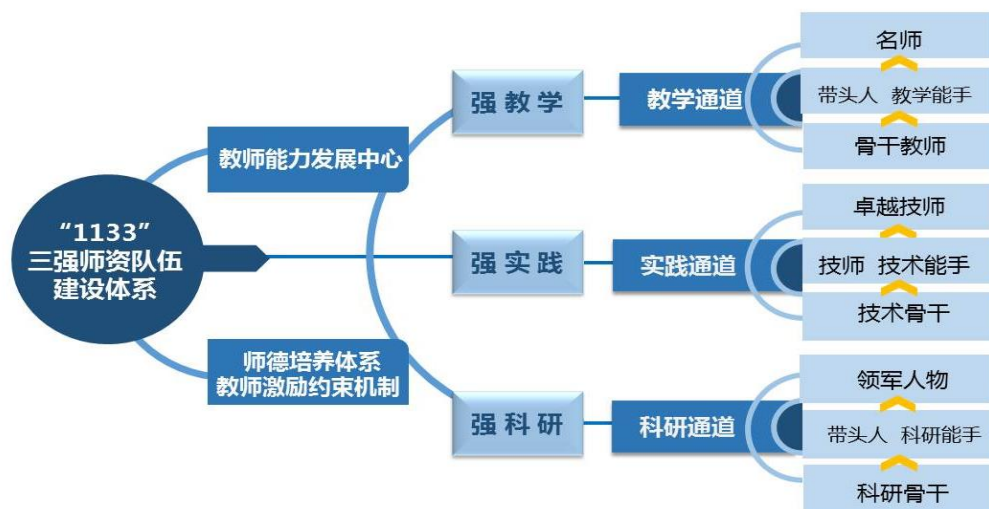 “1133”
三强师资队伍
建设体系
教师能力发展中心
师德培养体系
教师激励约束机制
强教学
教学通道
名师
带头人 教学能手
骨干教师
强实践
实践通道
卓越技师
技师 技术能手
技术骨干
强科研
科研通道
领军人物
带头人 科研能手
科研骨干